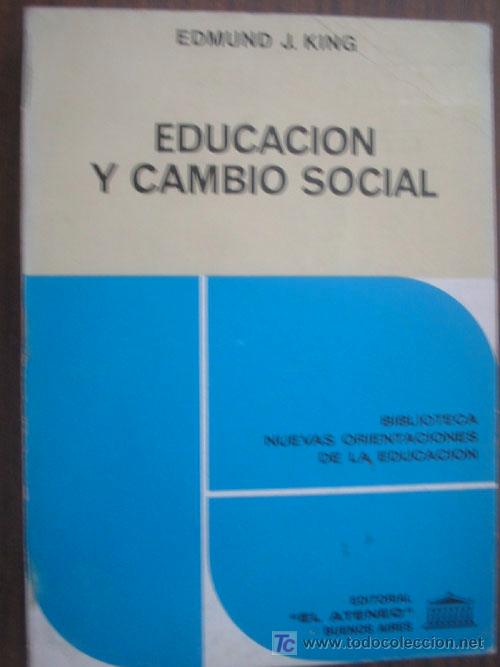 EDMUND J. KING
EDUCACION
Y CAMBIO SOCIAL
BIBLIOTECA
NUEVAS ORIENTACIONES
DE LA EDUCACION
EDITORIAL
"EL ATENEO"
BUENOS AIRES
TC www.todocoleccion.net